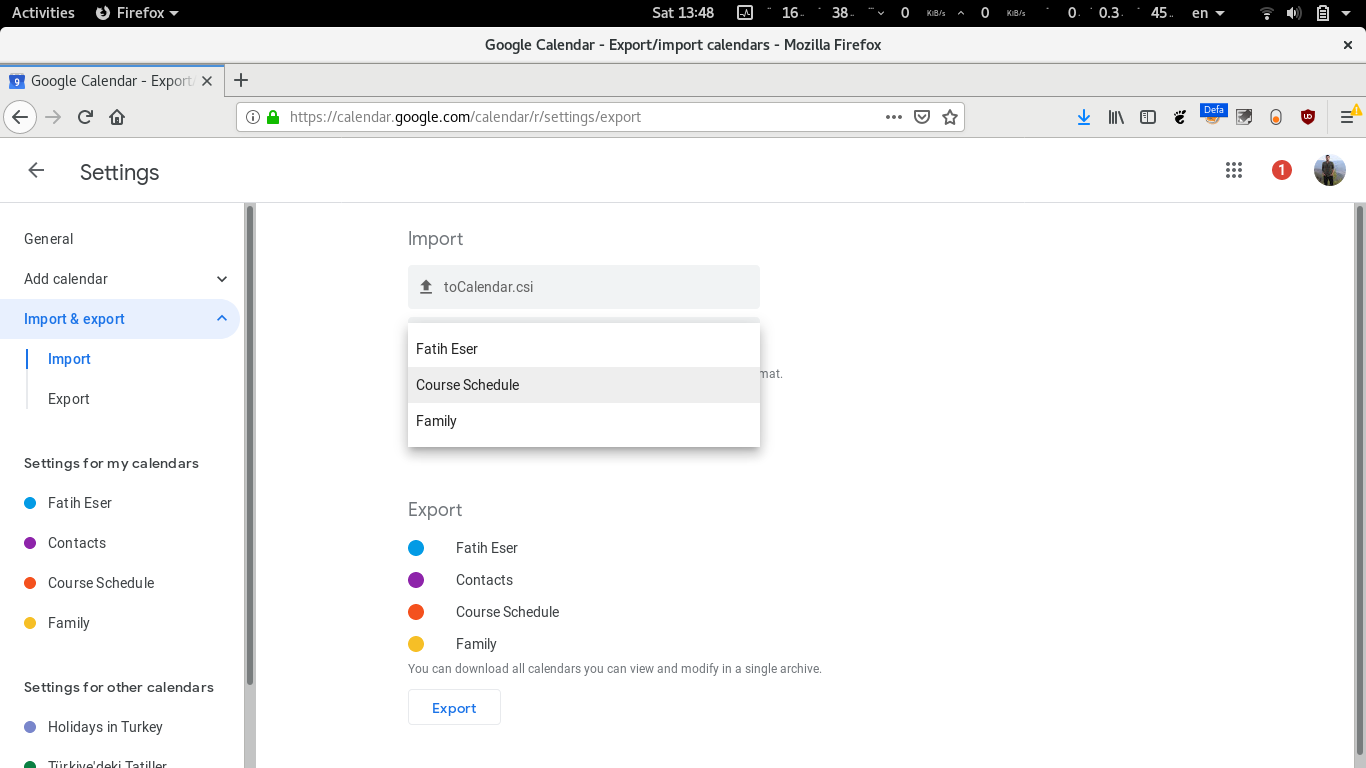 Activities Firefox Sat 13:48 16.. 38.. 0 KiB/s 0 KiB/s 0. 0.3. 45.. en
Google Calendar - Export/import calendars - Mozilla Firefox
Google Calendar - Export/
https://calendar.google.com/calendar/r/settings/export
Defa
Settings
1
General
Add calendar
Import & export
Import
Export
Settings for my calendars
Fatih Eser
Contacts
Course Schedule
Family
Settings for other calendars
Holidays in Turkey
Türkiye'deki Tatiller
Import
toCalendar.csi
Fatih Eser
Course Schedule
Family
mat.
Export
Fatih Eser
Contacts
Course Schedule
Family
You can download all calendars you can view and modify in a single archive.
Export